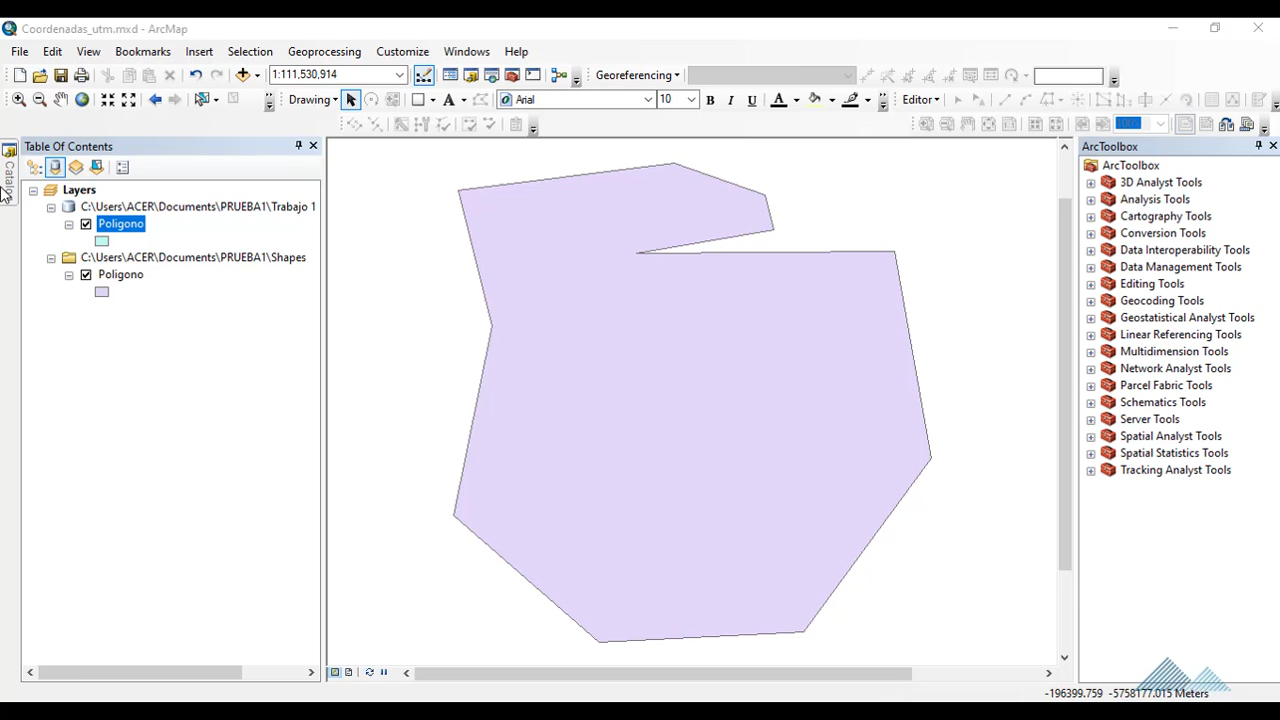 Coordenadas_utm.mxd - ArcMap
File Edit View Bookmarks Insert Selection Geoprocessing Customize Windows Help
1:111,530,914 Georeferencing
Drawing A Arial 10 B I U A Editor
Table Of Contents
ArcToolbox
Catalog
Layers
C:\Users\ACER\Documents\PRUEBA1\Trabajo 1
Poligono
C:\Users\ACER\Documents\PRUEBA1\Shapes
Poligono
ArcToolbox
3D Analyst Tools
Analysis Tools
Cartography Tools
Conversion Tools
Data Interoperability Tools
Data Management Tools
Editing Tools
Geocoding Tools
Geostatistical Analyst Tools
Linear Referencing Tools
Multidimension Tools
Network Analyst Tools
Parcel Fabric Tools
Schematics Tools
Server Tools
Spatial Analyst Tools
Spatial Statistics Tools
Tracking Analyst Tools
-196399.759 -5758177.015 Meters